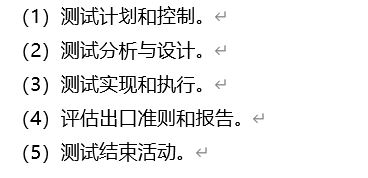 （1）测试计划和控制。
（2）测试分析与设计。
（3）测试实现和执行。
（4）评估出口准则和报告。
（5）测试结束活动。